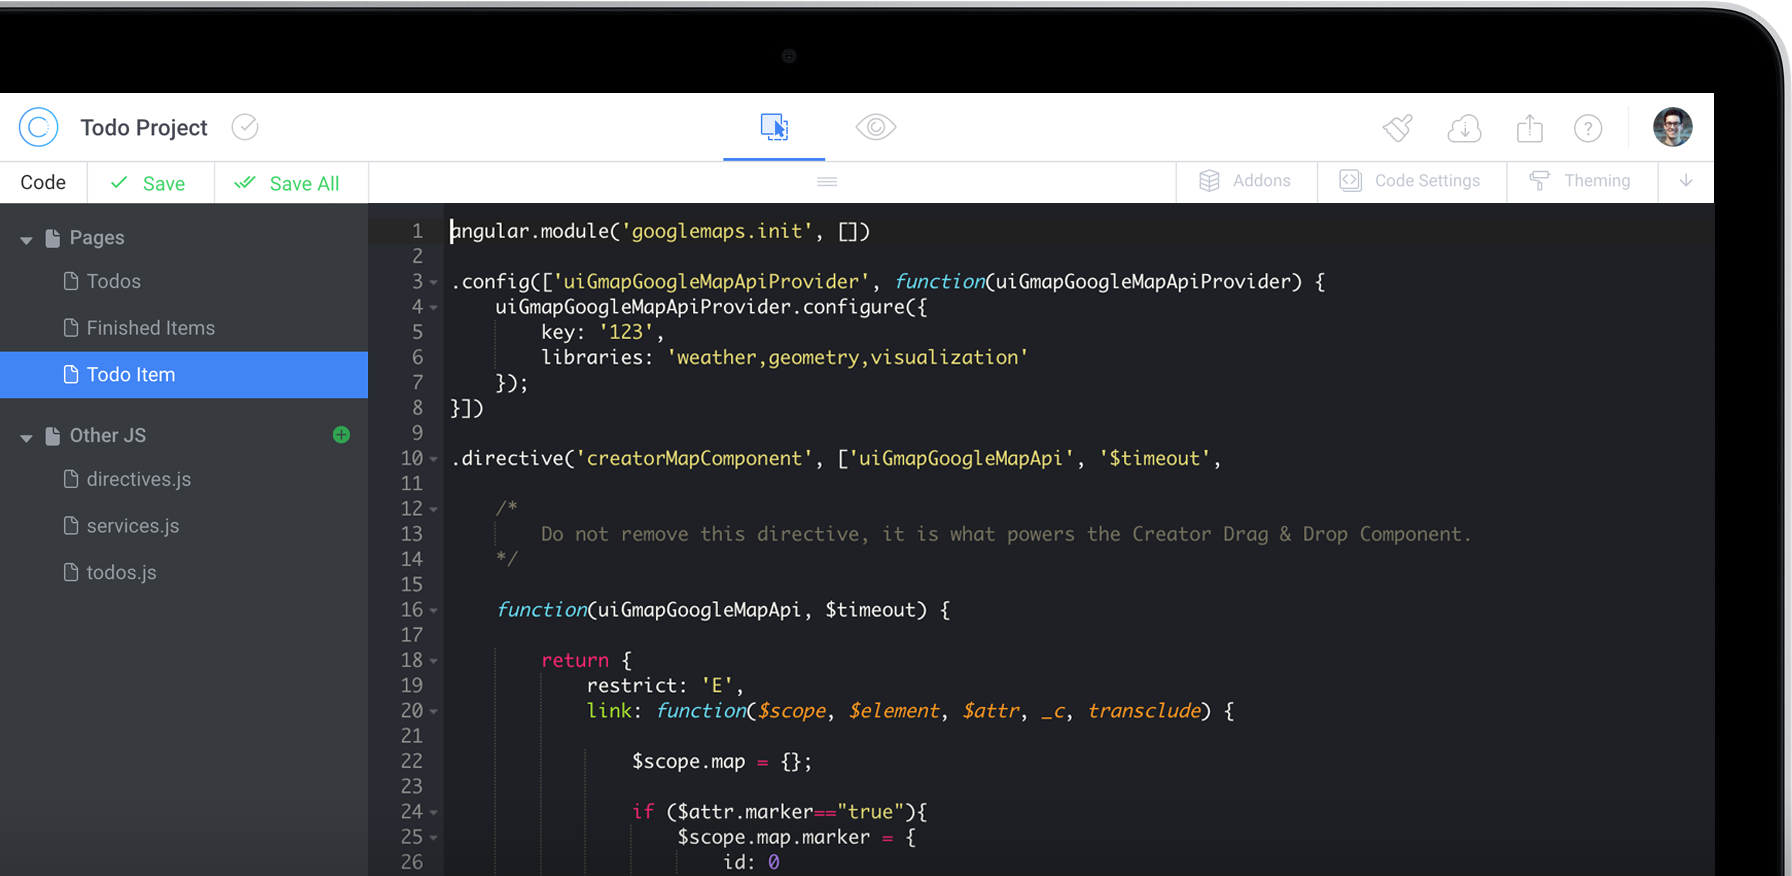 Todo Project
Code Save Save All Addons Code Settings Theming
Pages
Todos
Finished Items
Todo Item
Other JS
directives.js
services.js
todos.js
1 angular.module('googlemaps.init', [])
2
3 .config(['uiGmapGoogleMapApiProvider', function(uiGmapGoogleMapApiProvider) {
4 uiGmapGoogleMapApiProvider.configure({
5 key: '123',
6 libraries: 'weather,geometry,visualization'
7 });
8 }])
9
10 .directive('creatorMapComponent', ['uiGmapGoogleMapApi', '$timeout',
11
12 /*
13 Do not remove this directive, it is what powers the Creator Drag & Drop Component.
14 */
15
16 function(uiGmapGoogleMapApi, $timeout) {
17
18 return {
19 restrict: 'E',
20 link: function($scope, $element, $attr, _c, transclude) {
21
22 $scope.map = {};
23
24 if ($attr.marker=="true"){
25 $scope.map.marker = {
26 id: 0